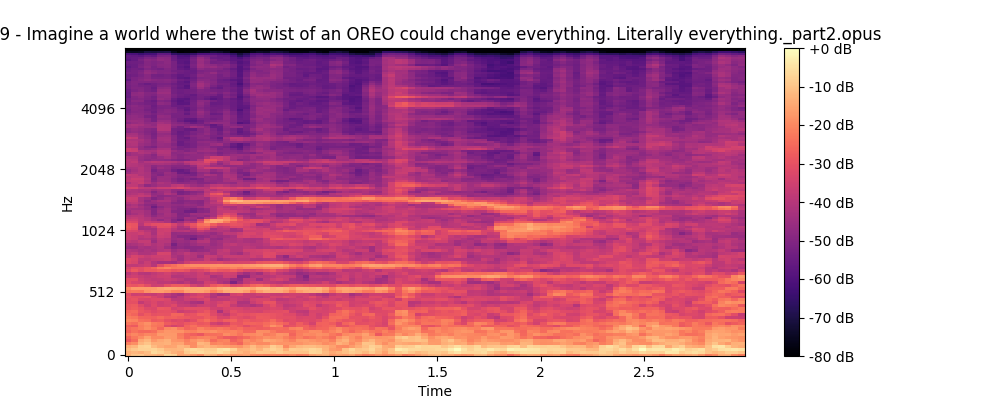 9 - Imagine a world where the twist of an OREO could change everything. Literally everything._part2.opus
+0 dB
4096
-10 dB
-20 dB
2048
-30 dB
Hz
-40 dB
1024
-50 dB
512
-60 dB
-70 dB
0
-80 dB
0 0.5 1 1.5 2 2.5
Time